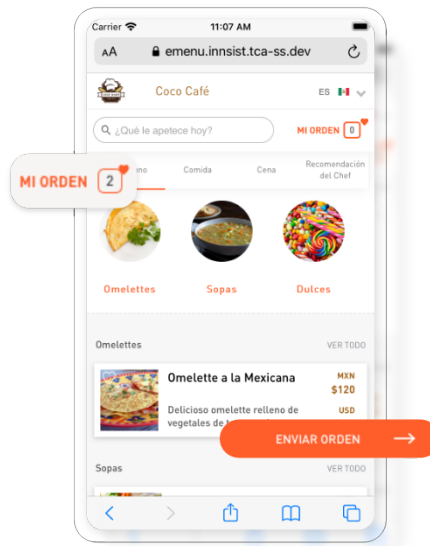 Carrier
11:07 AM
AA emenu.innsist.tca-ss.dev
Coco Café
ES
¿Qué le apetece hoy?
MI ORDEN 0
MI ORDEN 2
Comida
Cena
Recomendación
del Chef
Omelettes
Sopas
Dulces
Omelettes
VER TODO
Omelette a la Mexicana
MXN
$120
Delicioso omelette relleno de
USD
vegetales de
ENVIAR ORDEN
Sopas
VER TODO